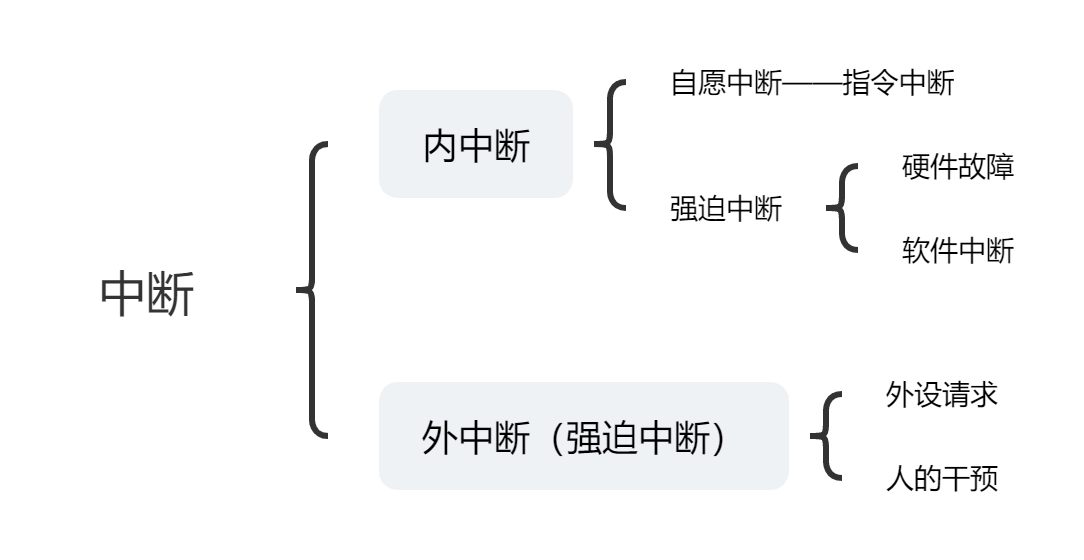 中断
内中断
自愿中断——指令中断
强迫中断
硬件故障
软件中断
外中断（强迫中断）
外设请求
人的干预